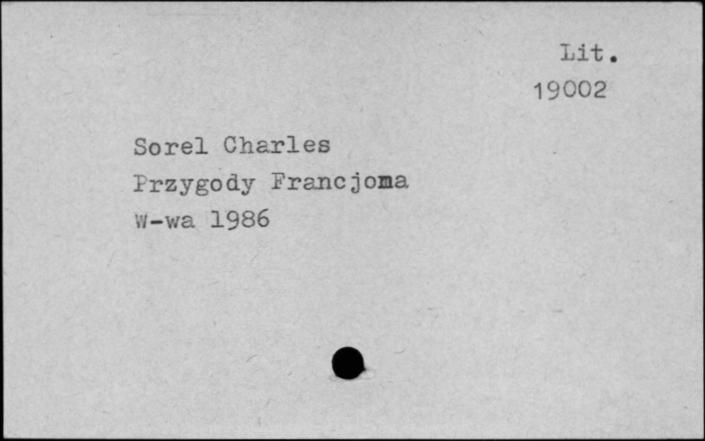 Lit.
19002
Sorel Charles
Przygody Francjoma
W-wa 1986